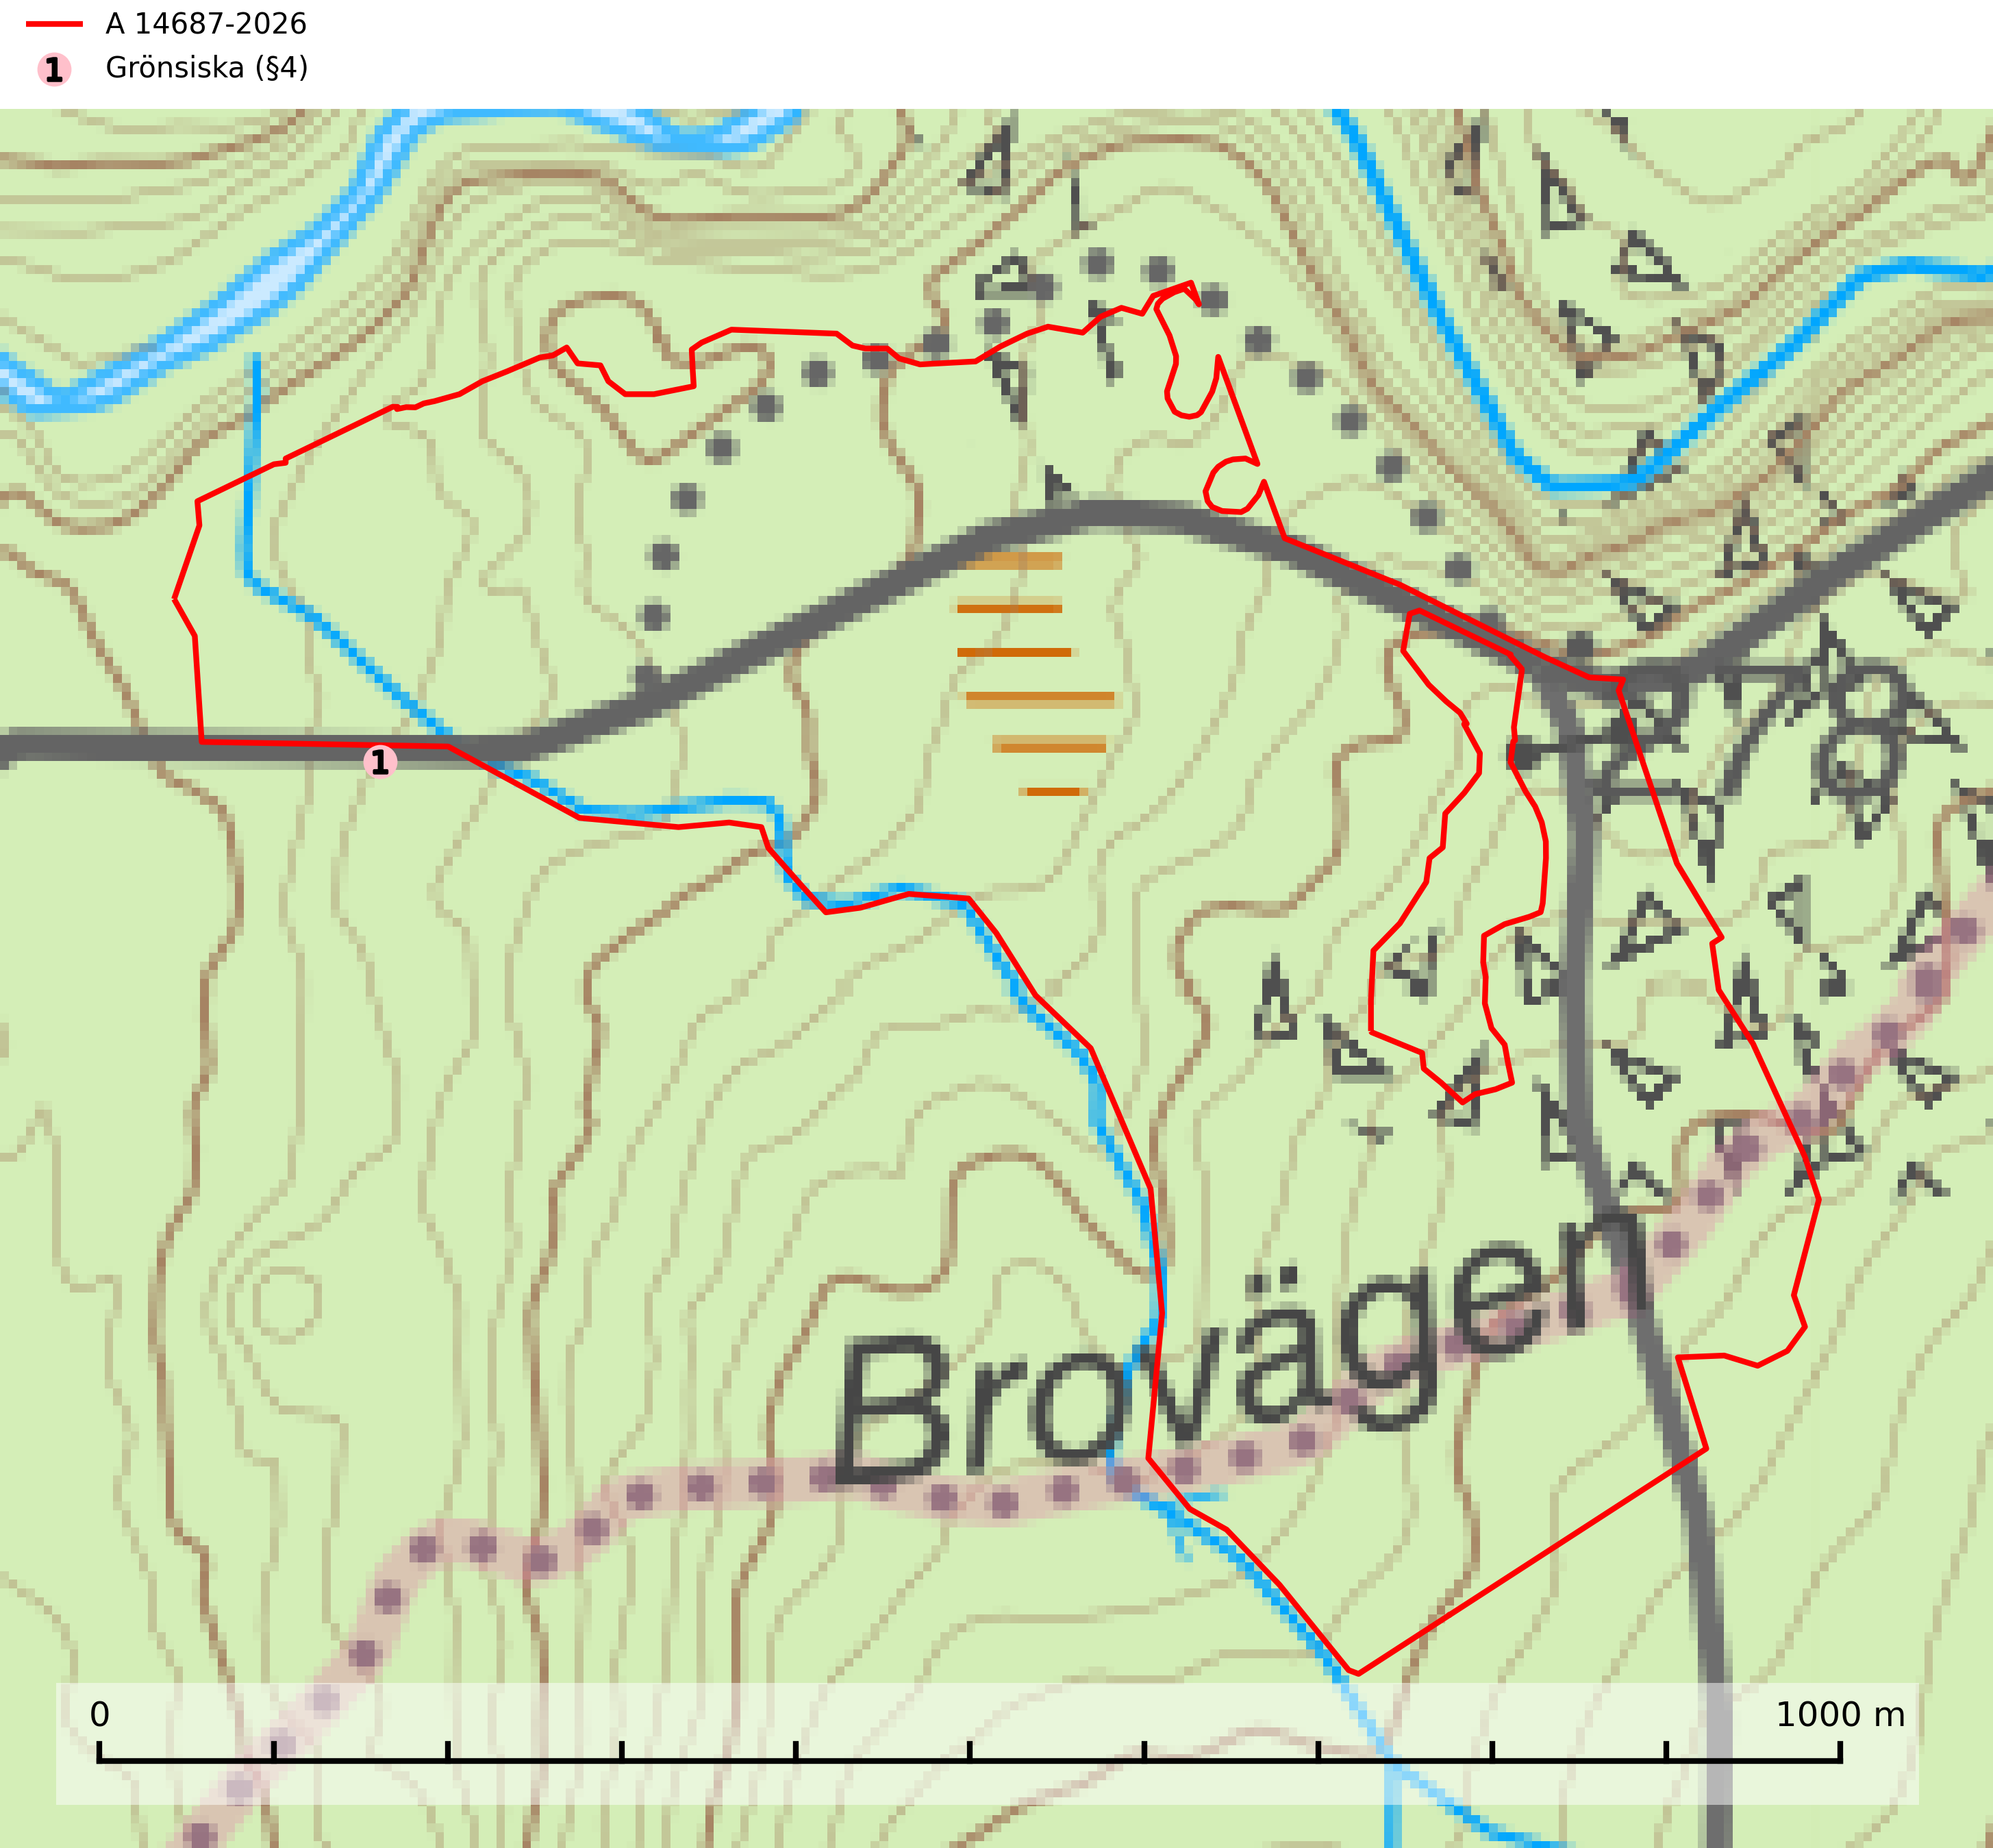 A 14687-2026
1 Grönsiska (§4)
1
Brovägen
0 1000 m